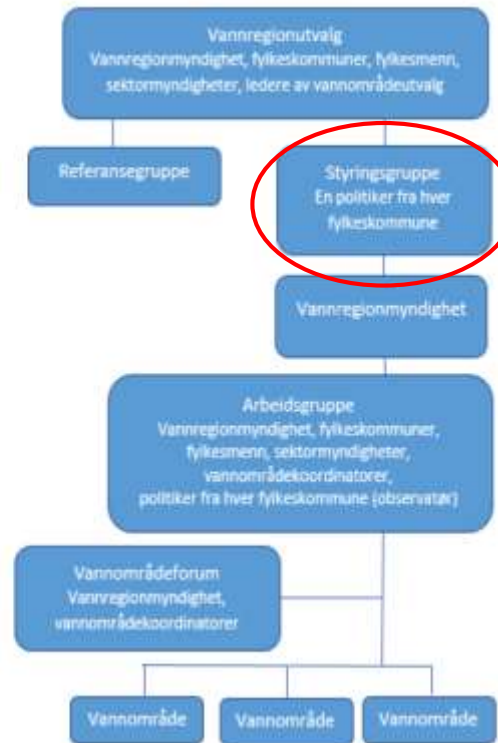 Vannregionutvalg
Vannregionmyndighet, fylkeskommuner, fylkesmenn,
sektormyndigheter, ledere av vannområdeutvalg
Referansegruppe
Styringsgruppe
En politiker fra hver
fylkeskommune
Vannregionmyndighet
Arbeidsgruppe
Vannregionmyndighet, fylkeskommuner,
fylkesmenn, sektormyndigheter,
vannområdekoordinatorer,
politiker fra hver fylkeskommune (observatør)
Vannområdeforum
Vannregionmyndighet,
vannområdekoordinatorer
Vannområde
Vannområde
Vannområde